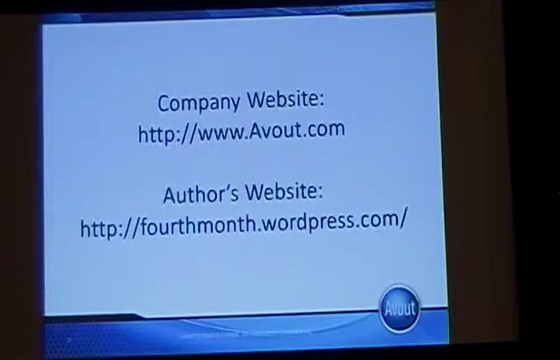 Company Website:
http://www.Avout.com
Author's Website:
http://fourthmonth.wordpress.com/
Avout